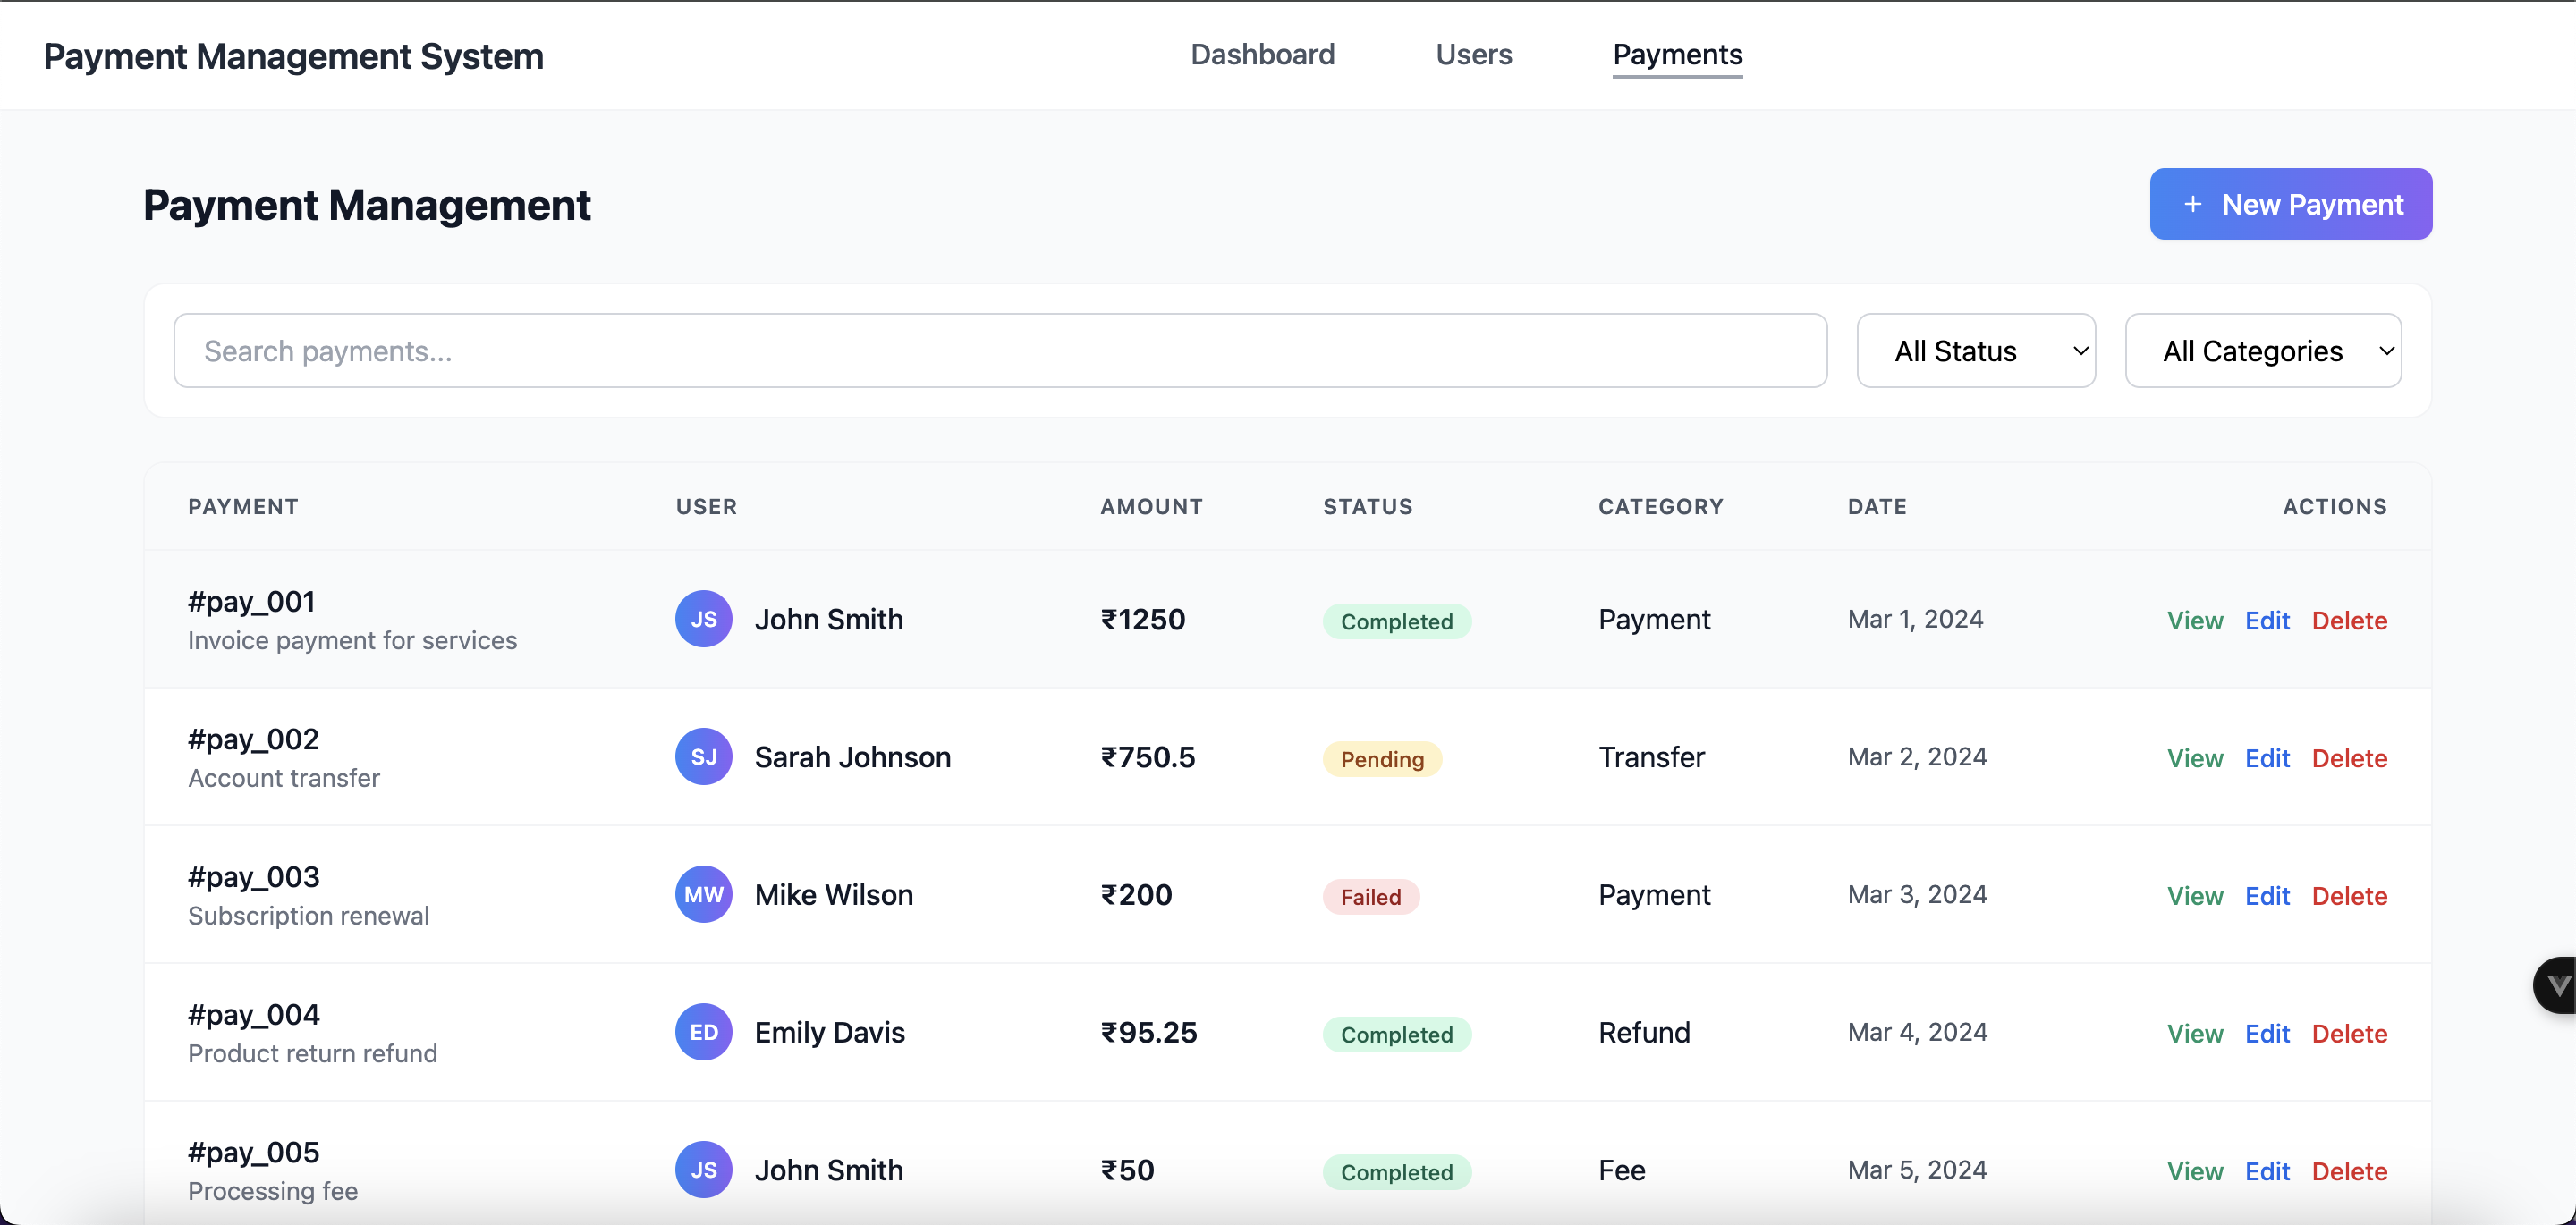 Payment Management System
Dashboard Users Payments
Payment Management
+ New Payment
Search payments...
All Status
All Categories
PAYMENT USER AMOUNT STATUS CATEGORY DATE ACTIONS
#pay_001
Invoice payment for services
JS John Smith ₹1250 Completed Payment Mar 1, 2024 View Edit Delete
#pay_002
Account transfer
SJ Sarah Johnson ₹750.5 Pending Transfer Mar 2, 2024 View Edit Delete
#pay_003
Subscription renewal
MW Mike Wilson ₹200 Failed Payment Mar 3, 2024 View Edit Delete
#pay_004
Product return refund
ED Emily Davis ₹95.25 Completed Refund Mar 4, 2024 View Edit Delete
#pay_005
Processing fee
JS John Smith ₹50 Completed Fee Mar 5, 2024 View Edit Delete